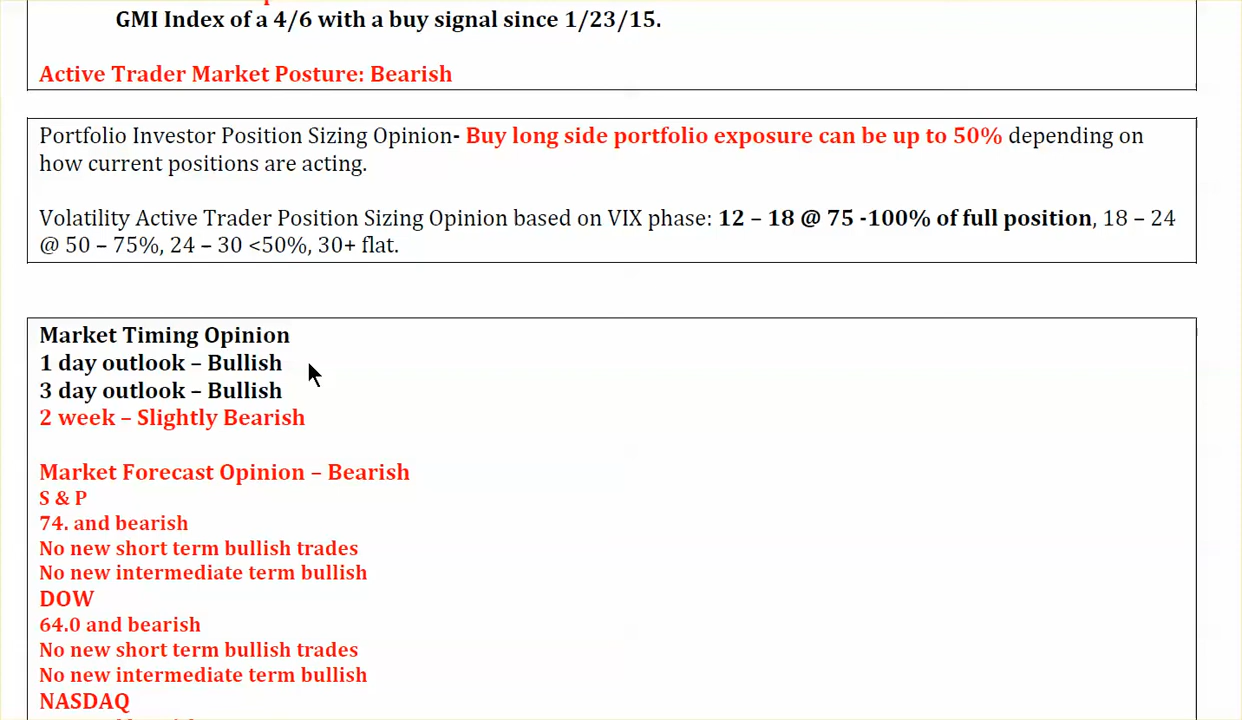 GMI Index of a 4/6 with a buy signal since 1/23/15.
Active Trader Market Posture: Bearish
Portfolio Investor Position Sizing Opinion- Buy long side portfolio exposure can be up to 50% depending on
how current positions are acting.
Volatility Active Trader Position Sizing Opinion based on VIX phase: 12 – 18 @ 75 -100% of full position, 18 – 24
@ 50 – 75%, 24 – 30 <50%, 30+ flat.
Market Timing Opinion
1 day outlook – Bullish
3 day outlook – Bullish
2 week – Slightly Bearish
Market Forecast Opinion – Bearish
S & P
74. and bearish
No new short term bullish trades
No new intermediate term bullish
DOW
64.0 and bearish
No new short term bullish trades
No new intermediate term bullish
NASDAQ